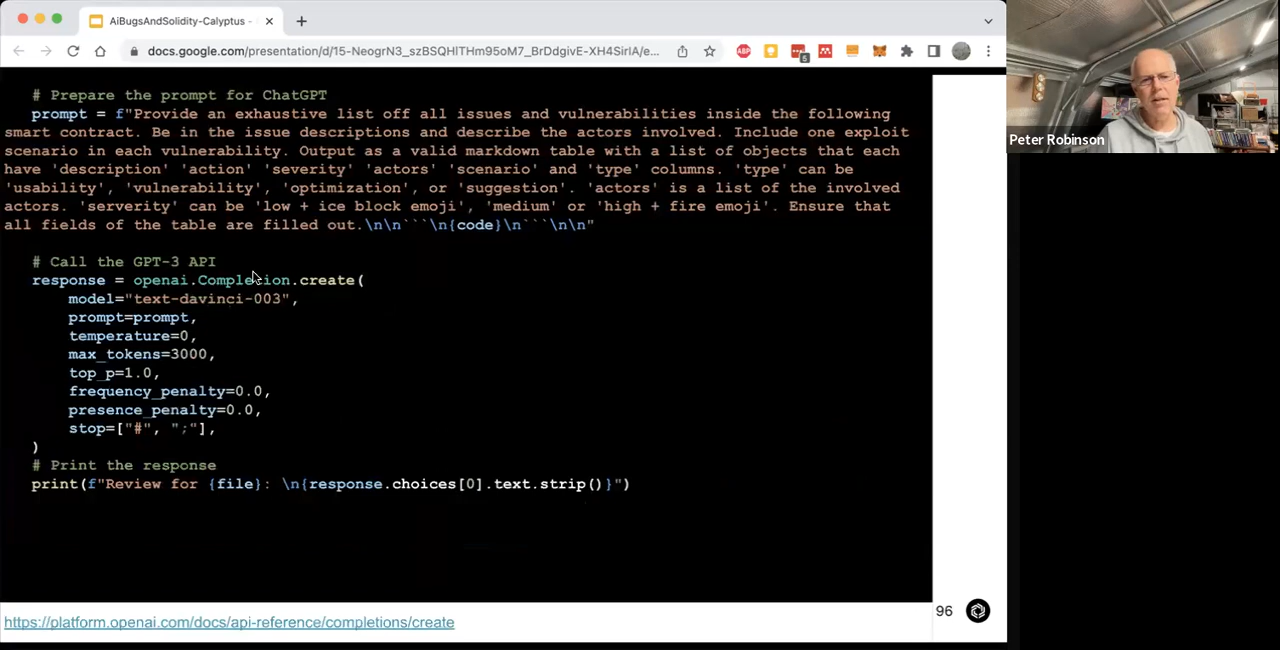 AiBugsAndSolidity-Calyptus -
docs.google.com/presentation/d/15-NeogrN3_szBSQHlTHm95oM7_BrDdgivE-XH4SirIA/e...
ABP
5
# Prepare the prompt for ChatGPT
prompt = f"Provide an exhaustive list off all issues and vulnerabilities inside the following
smart contract. Be in the issue descriptions and describe the actors involved. Include one exploit
scenario in each vulnerability. Output as a valid markdown table with a list of objects that each
have 'description' 'action' 'severity' 'actors' 'scenario' and 'type' columns. 'type' can be
'usability', 'vulnerability', 'optimization', or 'suggestion'. 'actors' is a list of the involved
actors. 'serverity' can be 'low + ice block emoji', 'medium' or 'high + fire emoji'. Ensure that
all fields of the table are filled out.\n\n```\n{code}\n```\n\n"
# Call the GPT-3 API
response = openai.Completion.create(
model="text-davinci-003",
prompt=prompt,
temperature=0,
max_tokens=3000,
top_p=1.0,
frequency_penalty=0.0,
presence_penalty=0.0,
stop=["#", ";"],
)
# Print the response
print(f"Review for {file}: \n{response.choices[0].text.strip()}")
https://platform.openai.com/docs/api-reference/completions/create
96
Peter Robinson